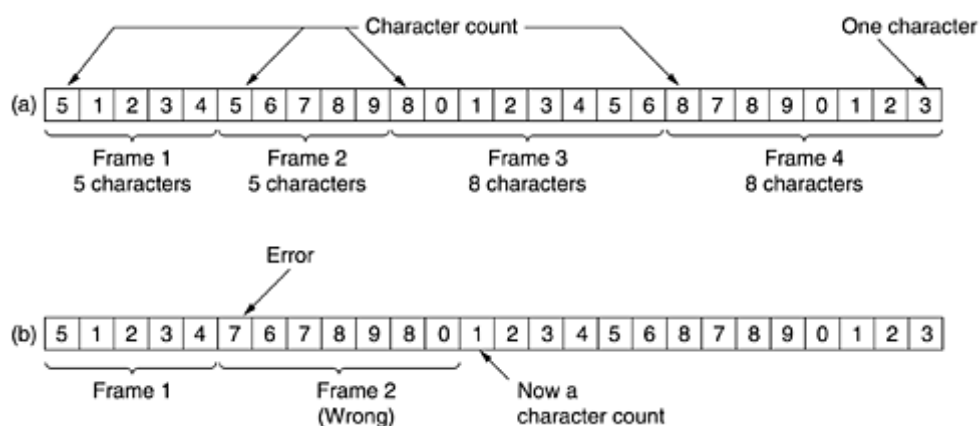 Character count One character
(a) 5 1 2 3 4 5 6 7 8 9 8 0 1 2 3 4 5 6 8 7 8 9 0 1 2 3
Frame 1 Frame 2 Frame 3 Frame 4
5 characters 5 characters 8 characters 8 characters
Error
(b) 5 1 2 3 4 7 6 7 8 9 8 0 1 2 3 4 5 6 8 7 8 9 0 1 2 3
Frame 1 Frame 2 Now a
(Wrong) character count